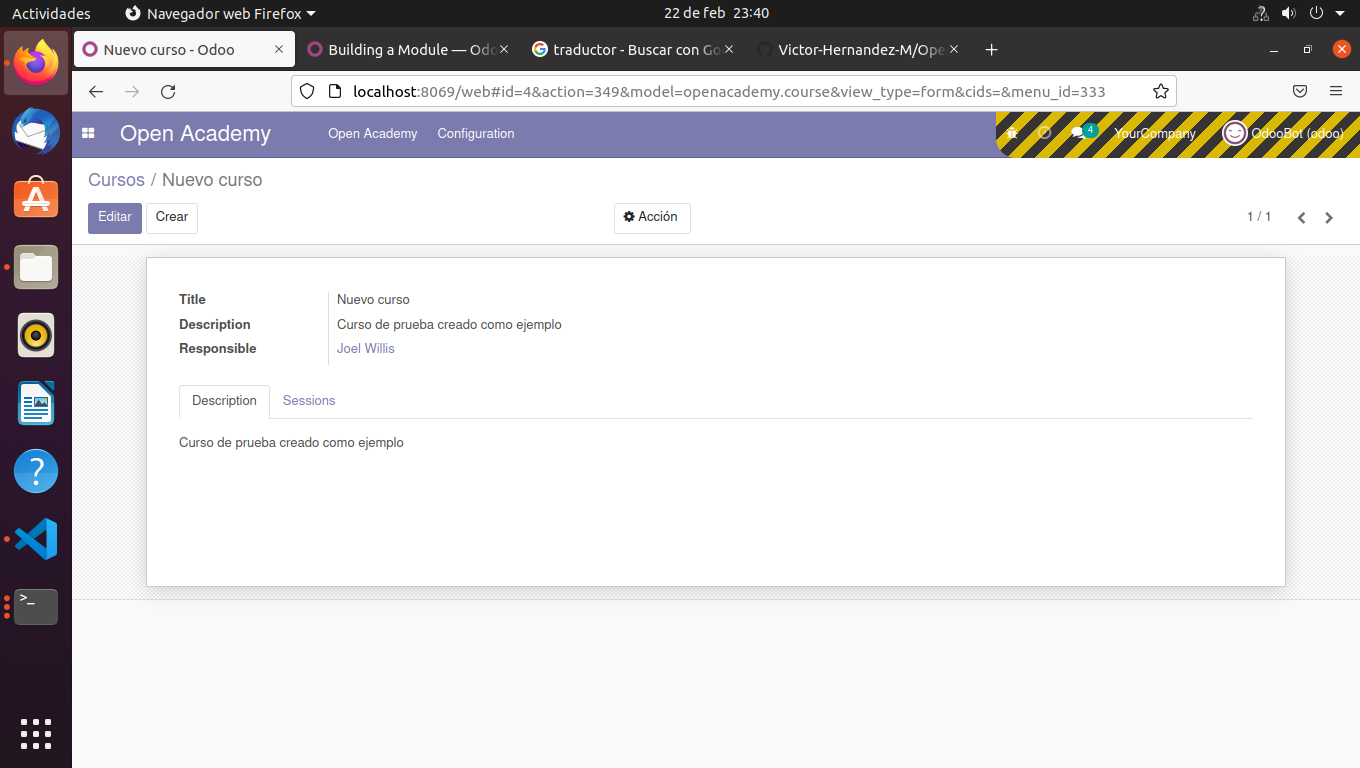 Actividades
Navegador web Firefox
22 de feb 23:40
Nuevo curso - Odoo
Building a Module — Odo
traductor - Buscar con Go
Victor-Hernandez-M/Ope
localhost:8069/web#id=4&action=349&model=openacademy.course&view_type=form&cids=&menu_id=333
Open Academy
Open Academy
Configuration
4
YourCompany
OdooBot (odoo)
Cursos / Nuevo curso
Editar
Crear
Acción
1 / 1
Title
Nuevo curso
Description
Curso de prueba creado como ejemplo
Responsible
Joel Willis
Description
Sessions
Curso de prueba creado como ejemplo